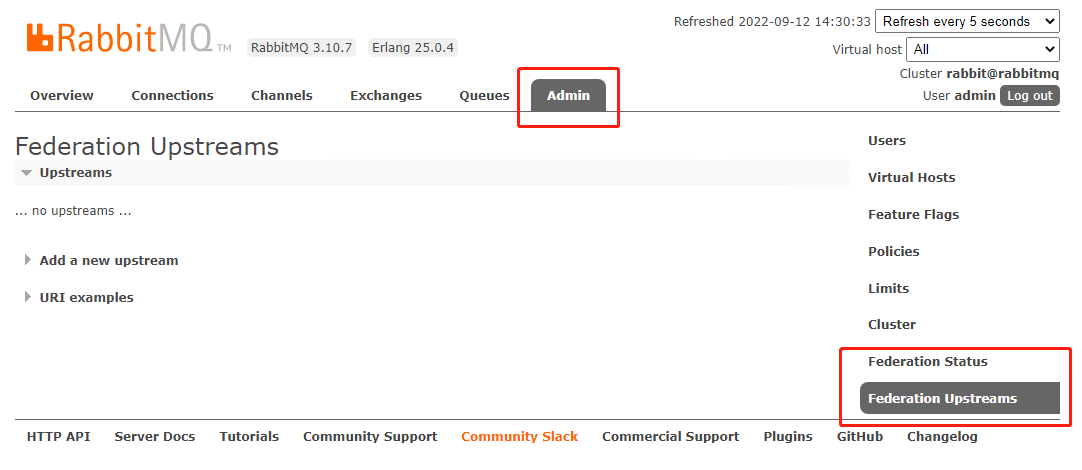 Refreshed 2022-09-12 14:30:33 Refresh every 5 seconds
RabbitMQ TM RabbitMQ 3.10.7 Erlang 25.0.4
Virtual host All
Cluster rabbit@rabbitmq
Overview Connections Channels Exchanges Queues Admin User admin Log out
Federation Upstreams
Users
Upstreams
Virtual Hosts
... no upstreams ...
Feature Flags
Policies
Add a new upstream
Limits
URI examples
Cluster
Federation Status
Federation Upstreams
HTTP API Server Docs Tutorials Community Support Community Slack Commercial Support Plugins GitHub Changelog